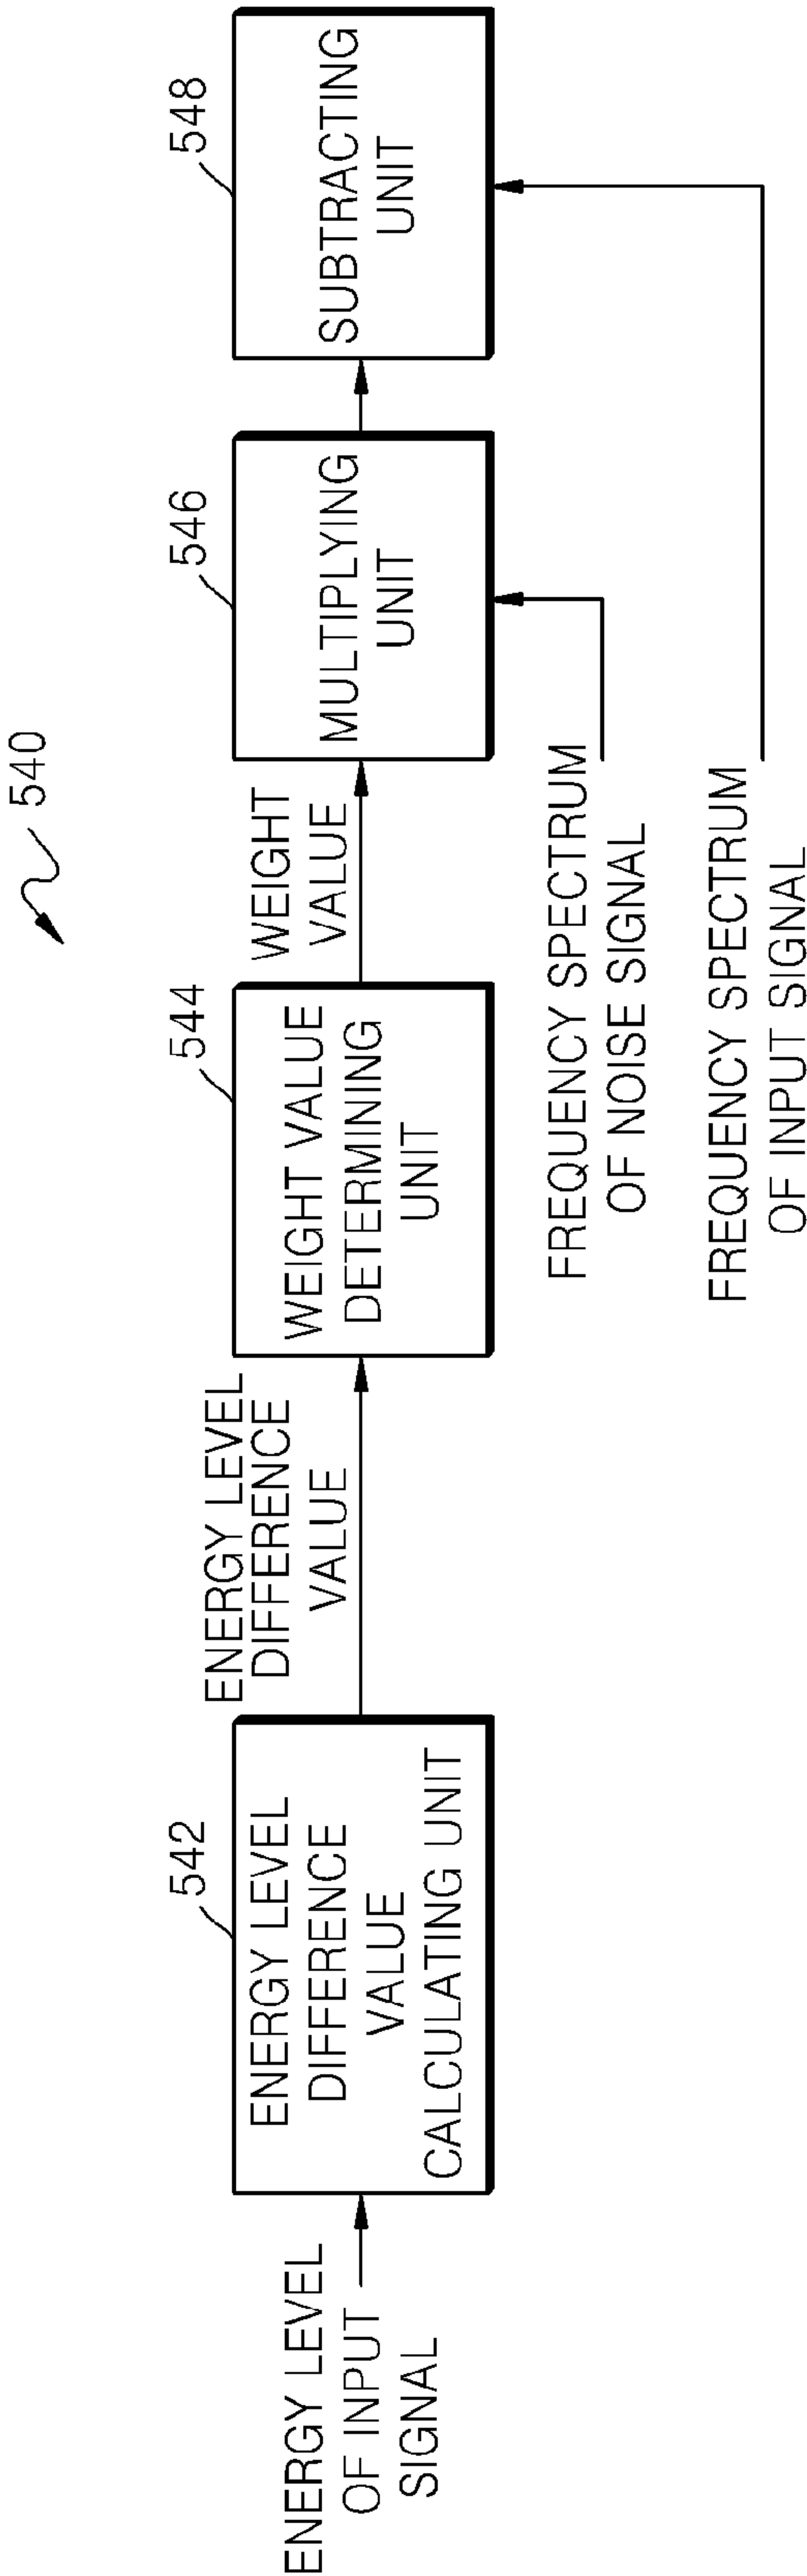 540
ENERGY LEVEL
OF INPUT
SIGNAL
542
ENERGY LEVEL
DIFFERENCE
VALUE
CALCULATING UNIT
ENERGY LEVEL
DIFFERENCE
VALUE
544
WEIGHT VALUE
DETERMINING
UNIT
WEIGHT
VALUE
546
MULTIPLYING
UNIT
548
SUBTRACTING
UNIT
FREQUENCY SPECTRUM
OF NOISE SIGNAL
FREQUENCY SPECTRUM
OF INPUT SIGNAL